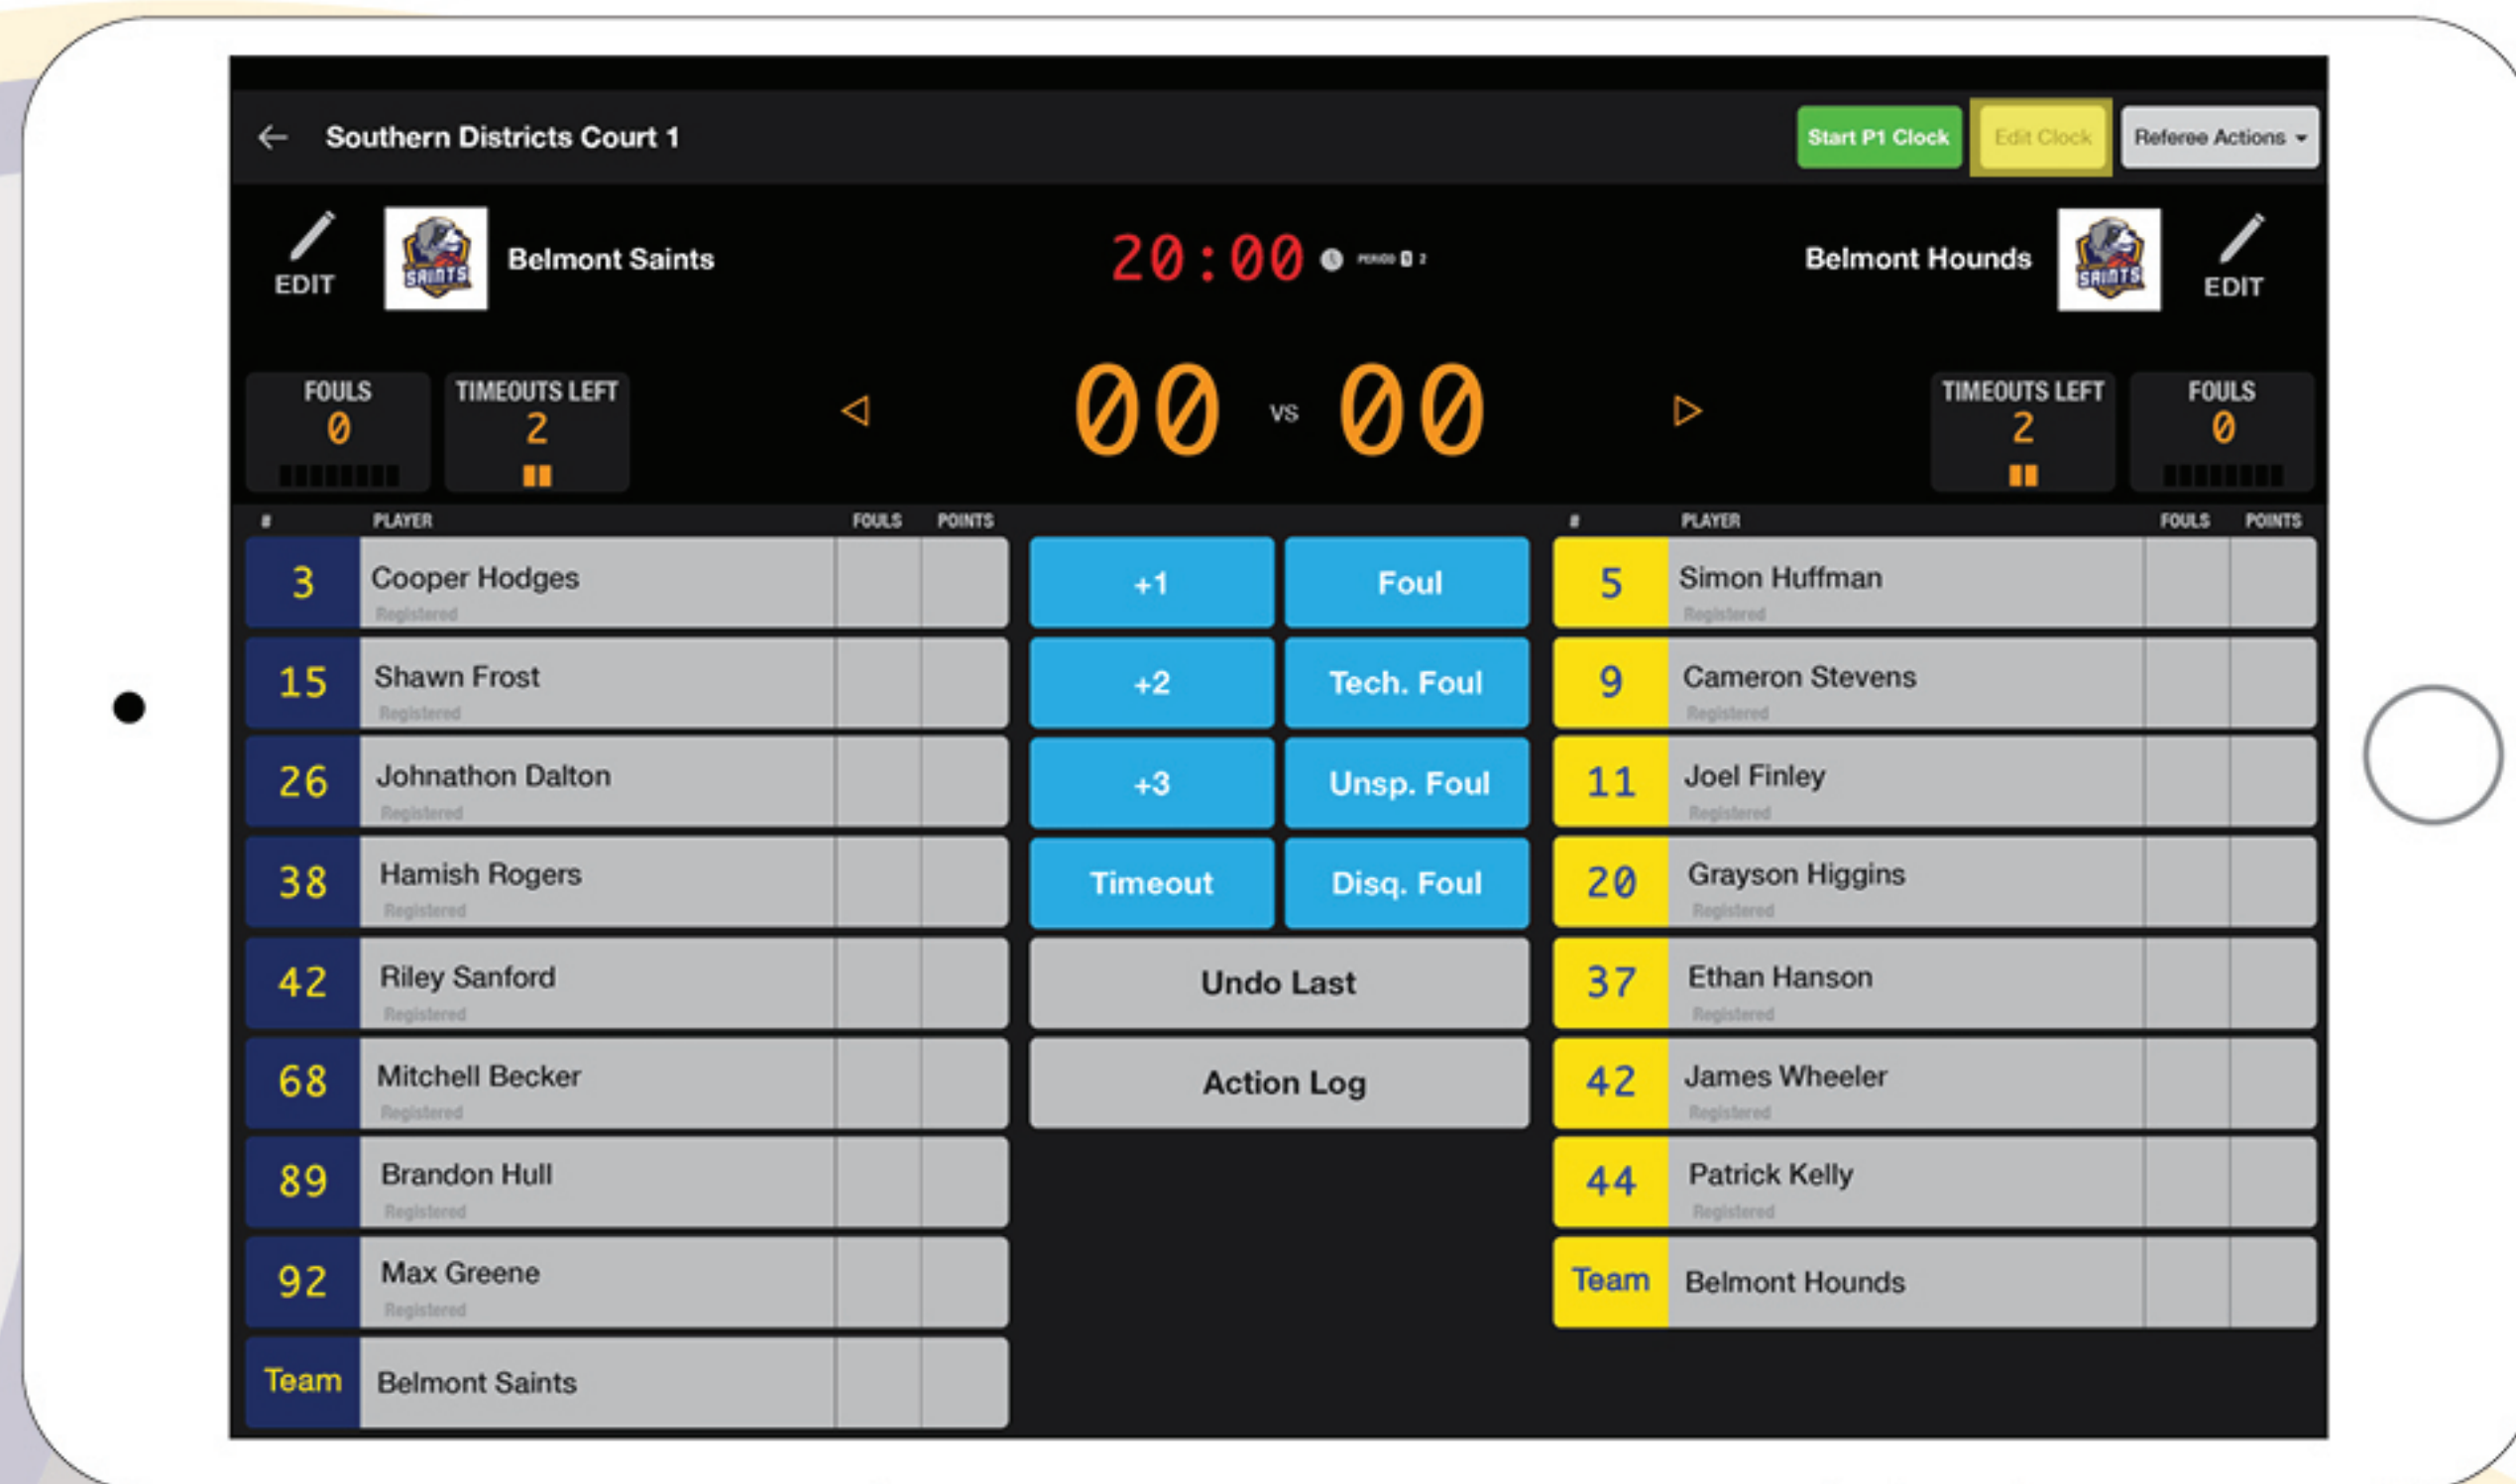 Southern Districts Court 1
Start P1 Clock
Edit Clock
Referee Actions
EDIT
SAINTS
Belmont Saints
20:00
PERIOD 1 2
Belmont Hounds
SAINTS
EDIT
FOULS
0
TIMEOUTS LEFT
2
00 vs 00
TIMEOUTS LEFT
2
FOULS
0
# PLAYER FOULS POINTS
3 Cooper Hodges
Registered
15 Shawn Frost
Registered
26 Johnathon Dalton
Registered
38 Hamish Rogers
Registered
42 Riley Sanford
Registered
68 Mitchell Becker
Registered
89 Brandon Hull
Registered
92 Max Greene
Registered
Team Belmont Saints
+1 Foul
+2 Tech. Foul
+3 Unsp. Foul
Timeout Disq. Foul
Undo Last
Action Log
# PLAYER FOULS POINTS
5 Simon Huffman
Registered
9 Cameron Stevens
Registered
11 Joel Finley
Registered
20 Grayson Higgins
Registered
37 Ethan Hanson
Registered
42 James Wheeler
Registered
44 Patrick Kelly
Registered
Team Belmont Hounds